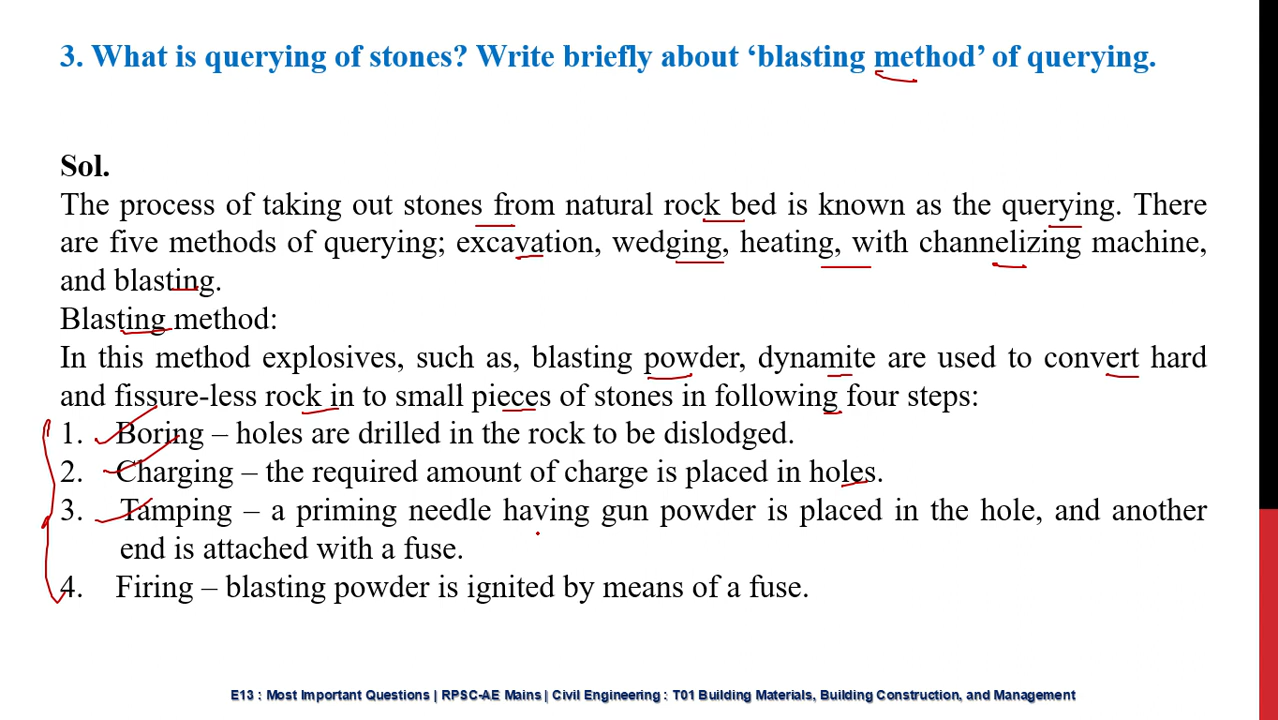 3. What is querying of stones? Write briefly about ‘blasting method’ of querying.
Sol.
The process of taking out stones from natural rock bed is known as the querying. There
are five methods of querying; excavation, wedging, heating, with channelizing machine,
and blasting.
Blasting method:
In this method explosives, such as, blasting powder, dynamite are used to convert hard
and fissure-less rock in to small pieces of stones in following four steps:
1. Boring – holes are drilled in the rock to be dislodged.
2. Charging – the required amount of charge is placed in holes.
3. Tamping – a priming needle having gun powder is placed in the hole, and another
end is attached with a fuse.
4. Firing – blasting powder is ignited by means of a fuse.
E13 : Most Important Questions | RPSC-AE Mains | Civil Engineering : T01 Building Materials, Building Construction, and Management